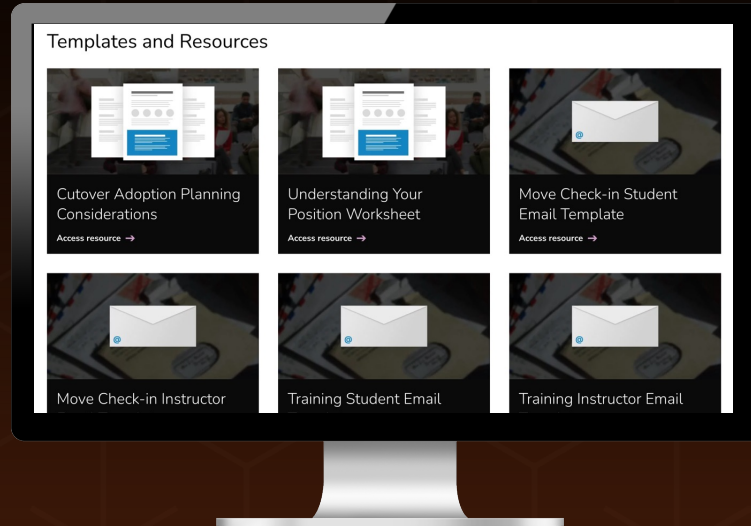 Templates and Resources
Cutover Adoption Planning
Considerations
Access resource →
Understanding Your
Position Worksheet
Access resource →
@
Move Check-in Student
Email Template
Access resource →
@
Move Check-in Instructor
@
Training Student Email
@
Training Instructor Email